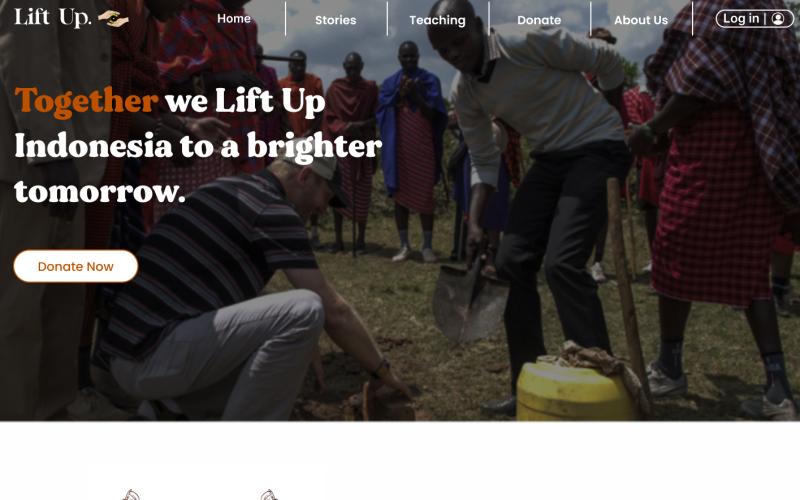 Lift Up.
Home
Stories
Teaching
Donate
About Us
Log in |
Together we Lift Up
Indonesia to a brighter
tomorrow.
Donate Now